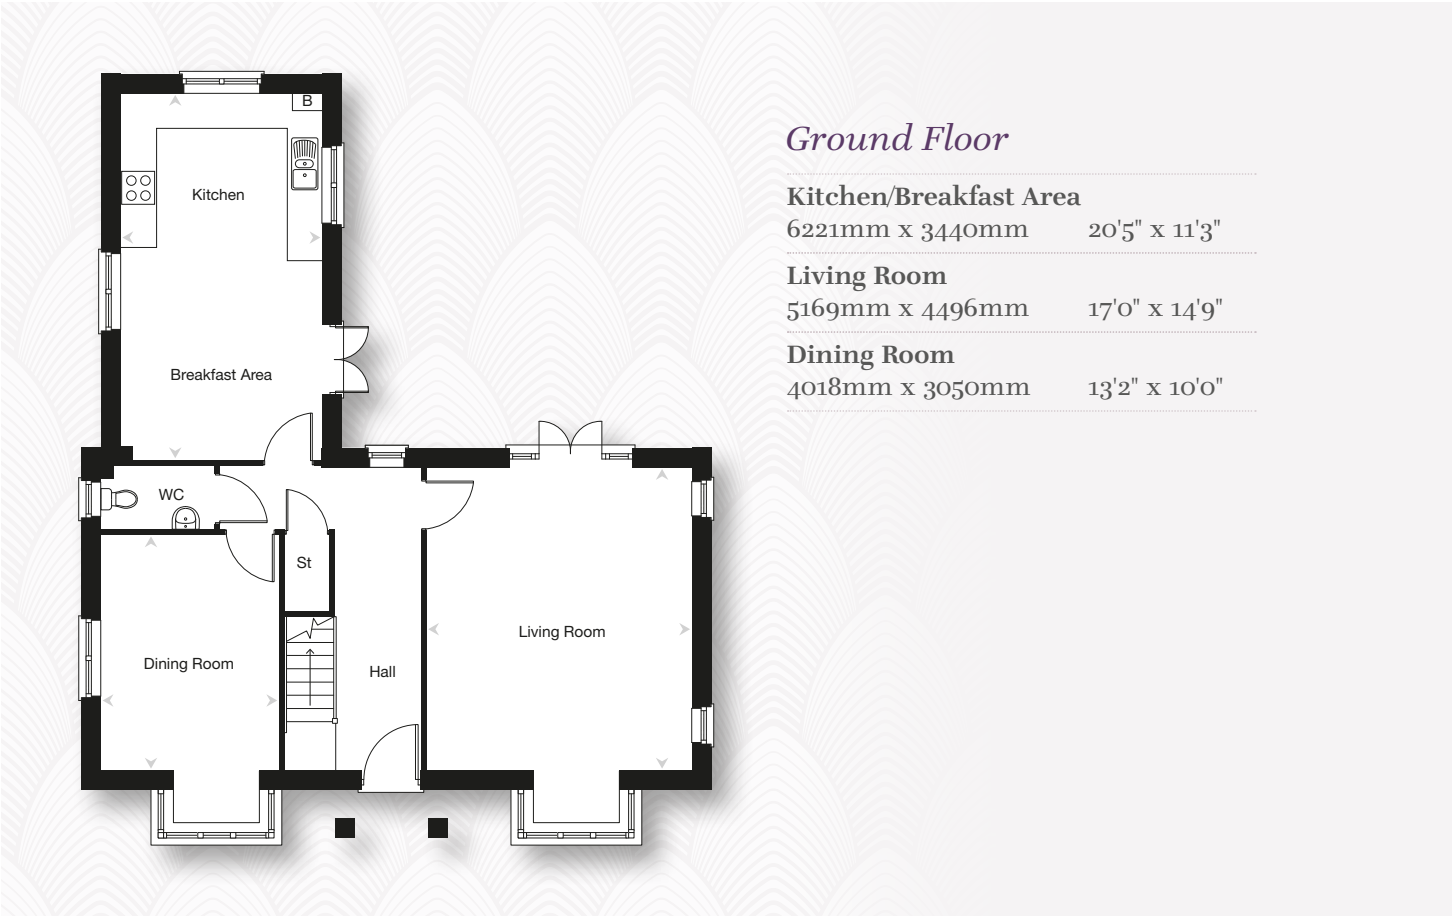 B
Kitchen
Breakfast Area
WC
St
Dining Room
Hall
Living Room
Ground Floor
Kitchen/Breakfast Area
6221mm x 3440mm 20'5" x 11'3"
Living Room
5169mm x 4496mm 17'0" x 14'9"
Dining Room
4018mm x 3050mm 13'2" x 10'0"